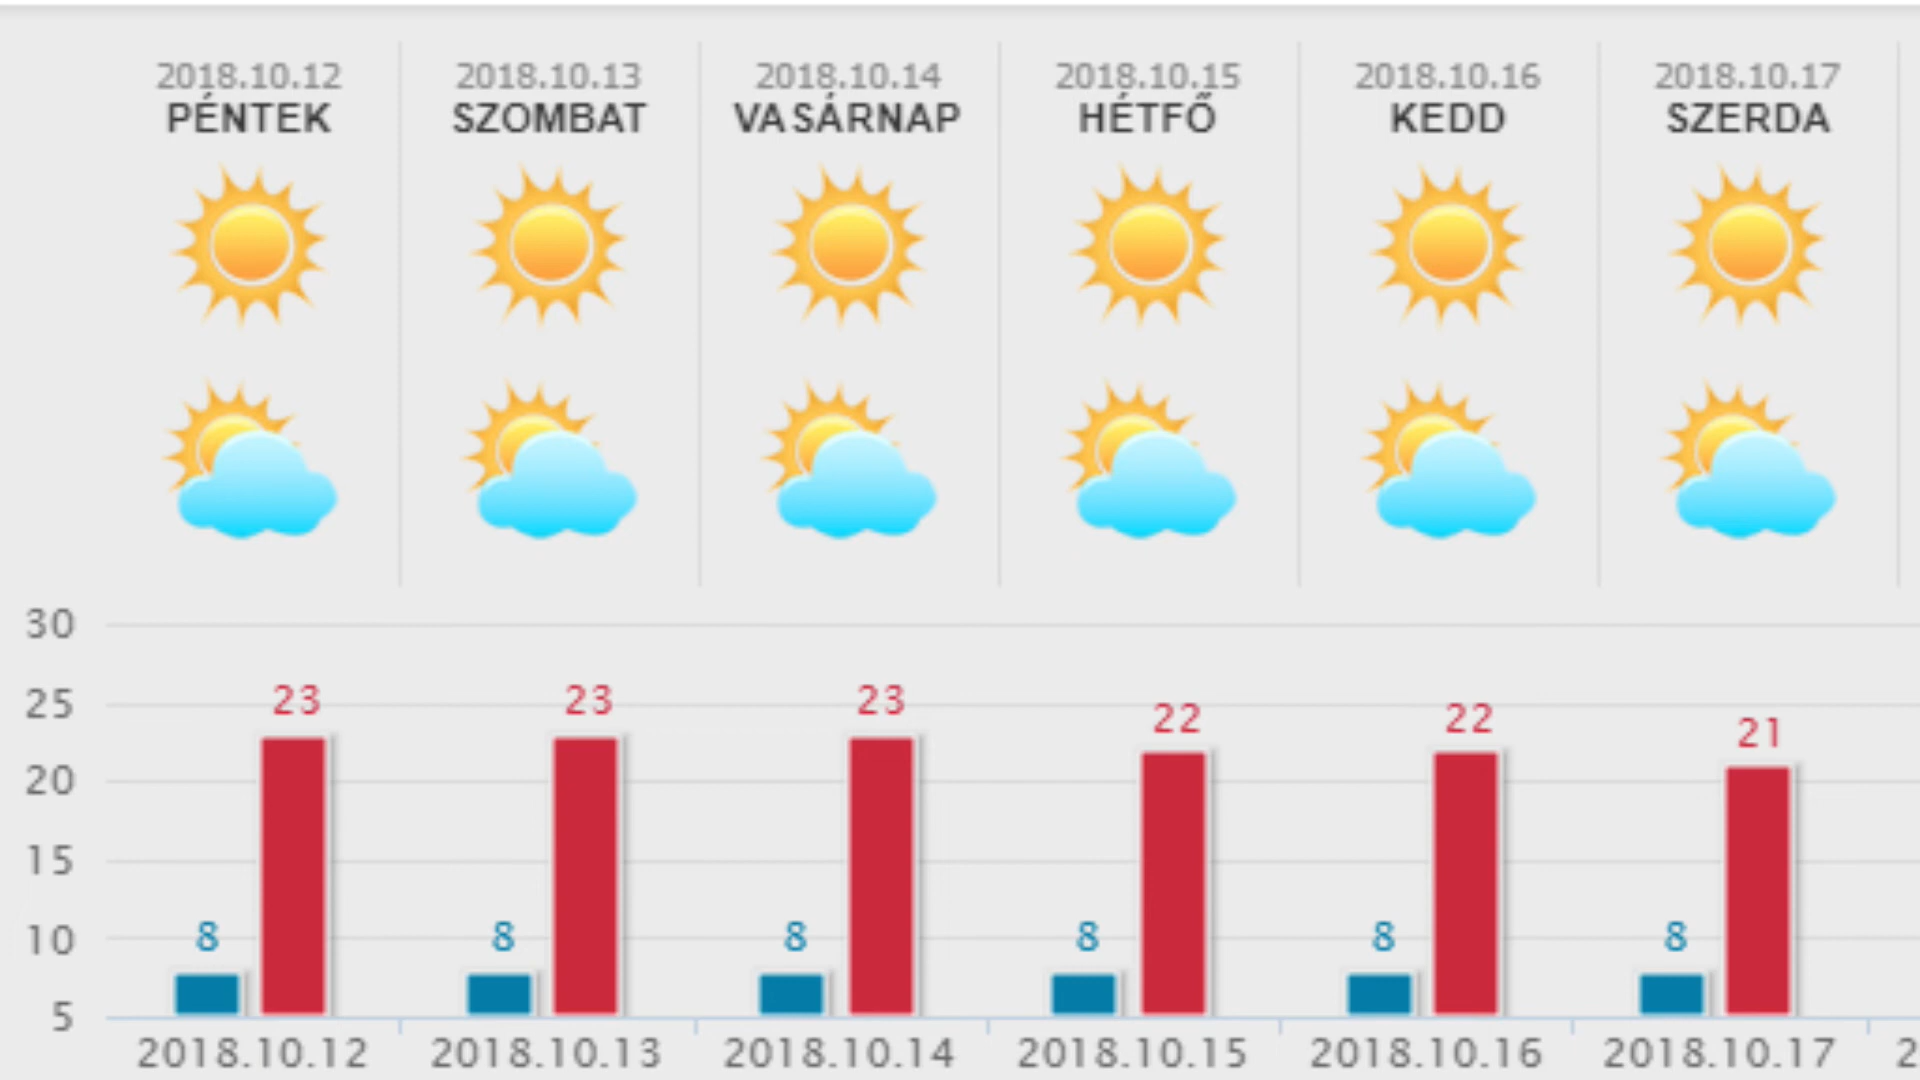 2018.10.12 2018.10.13 2018.10.14 2018.10.15 2018.10.16 2018.10.17
PÉNTEK SZOMBAT VASÁRNAP HÉTFŐ KEDD SZERDA
30
25
20
15
10
5
23 23 23 22 22 21
8 8 8 8 8 8
2018.10.12 2018.10.13 2018.10.14 2018.10.15 2018.10.16 2018.10.17 2